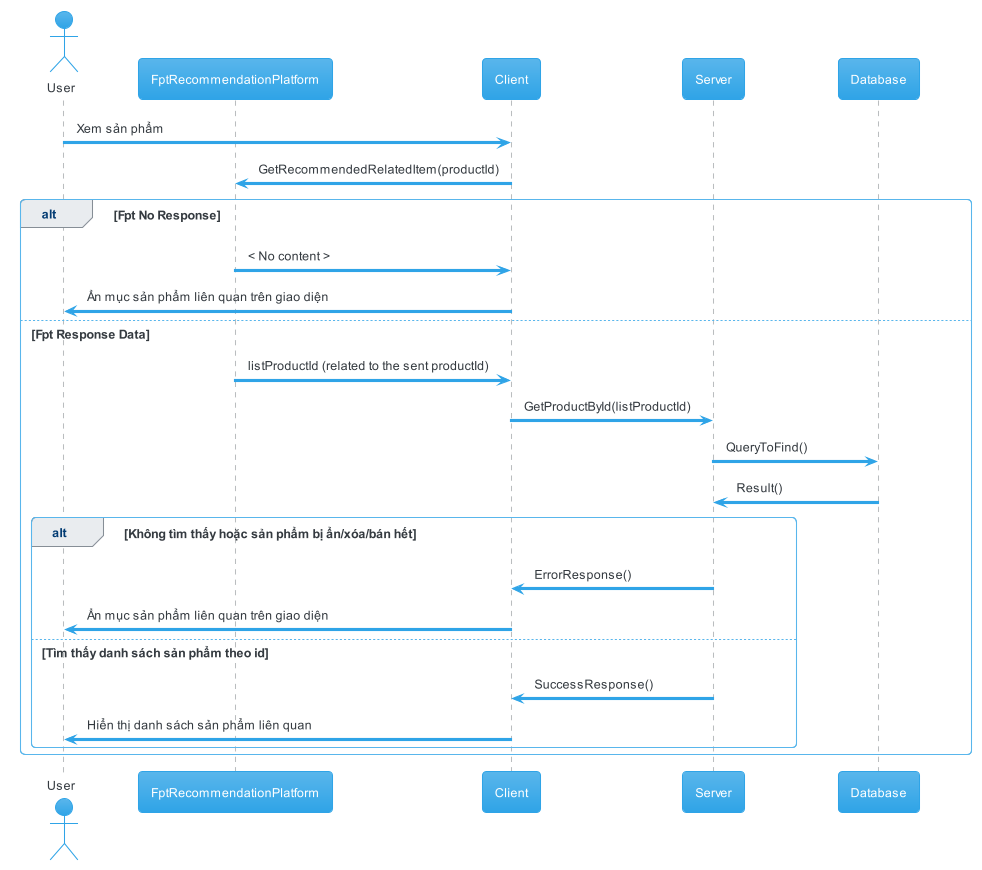 User
FptRecommendationPlatform
Client
Server
Database
Xem sản phẩm
GetRecommendedRelatedItem(productId)
alt
[Fpt No Response]
< No content >
Ẩn mục sản phẩm liên quan trên giao diện
[Fpt Response Data]
listProductId (related to the sent productId)
GetProductById(listProductId)
QueryToFind()
Result()
alt
[Không tìm thấy hoặc sản phẩm bị ẩn/xóa/bán hết]
ErrorResponse()
Ẩn mục sản phẩm liên quan trên giao diện
[Tìm thấy danh sách sản phẩm theo id]
SuccessResponse()
Hiển thị danh sách sản phẩm liên quan
User
FptRecommendationPlatform
Client
Server
Database